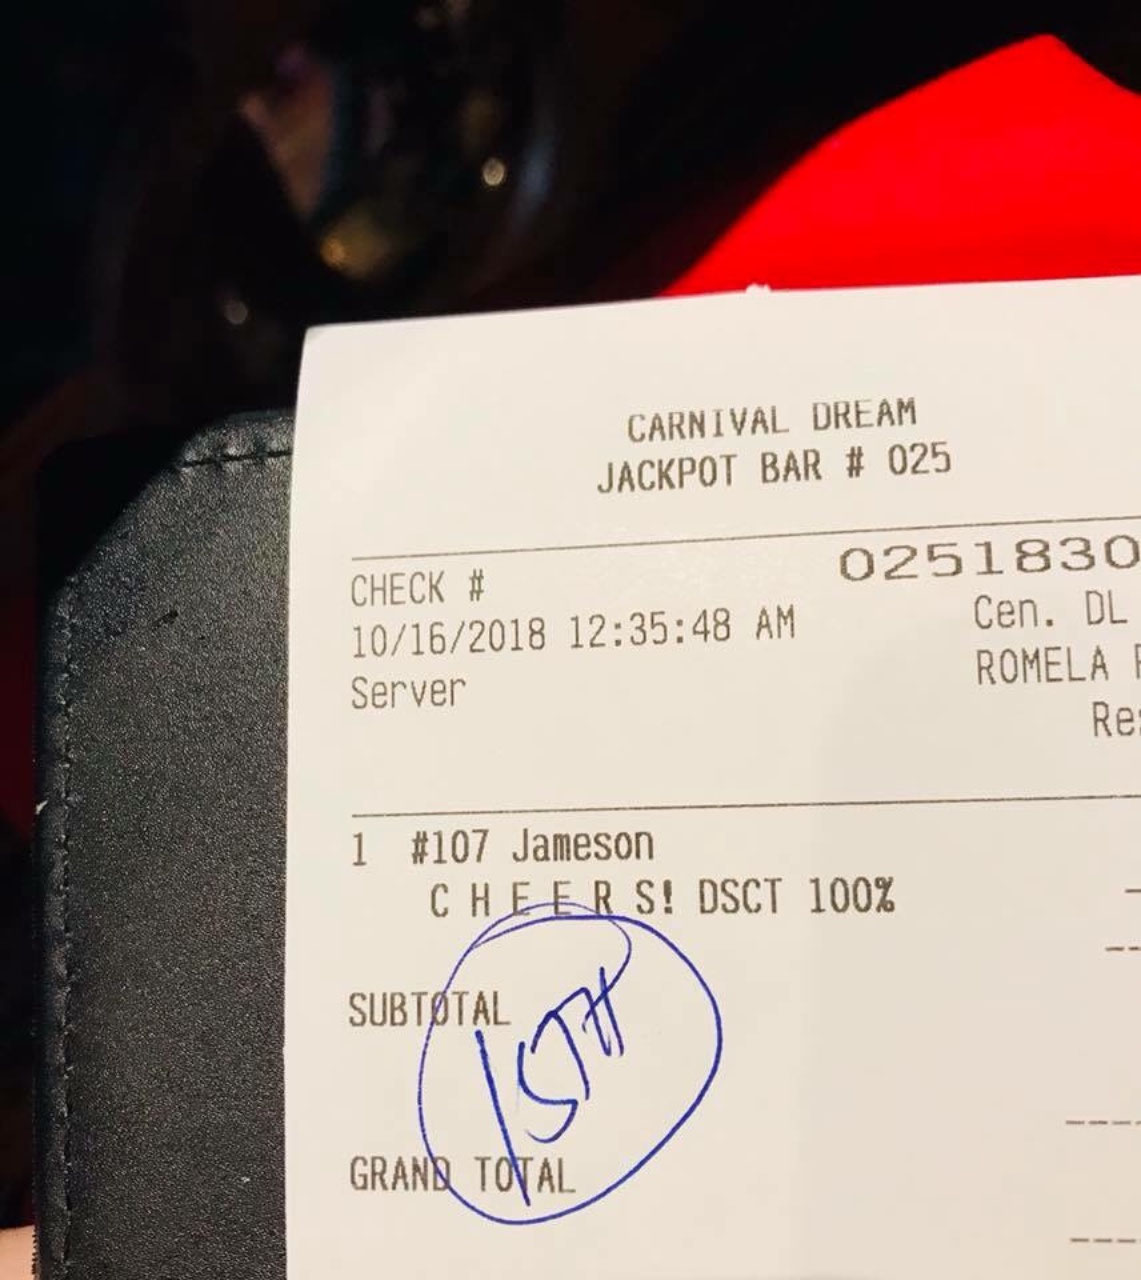 CARNIVAL DREAM
JACKPOT BAR # 025
CHECK # 0251830
10/16/2018 12:35:48 AM Cen. DL
Server ROMELA
1 #107 Jameson
C H E E R S! DSCT 100%
SUBTOTAL
15TH
GRAND TOTAL